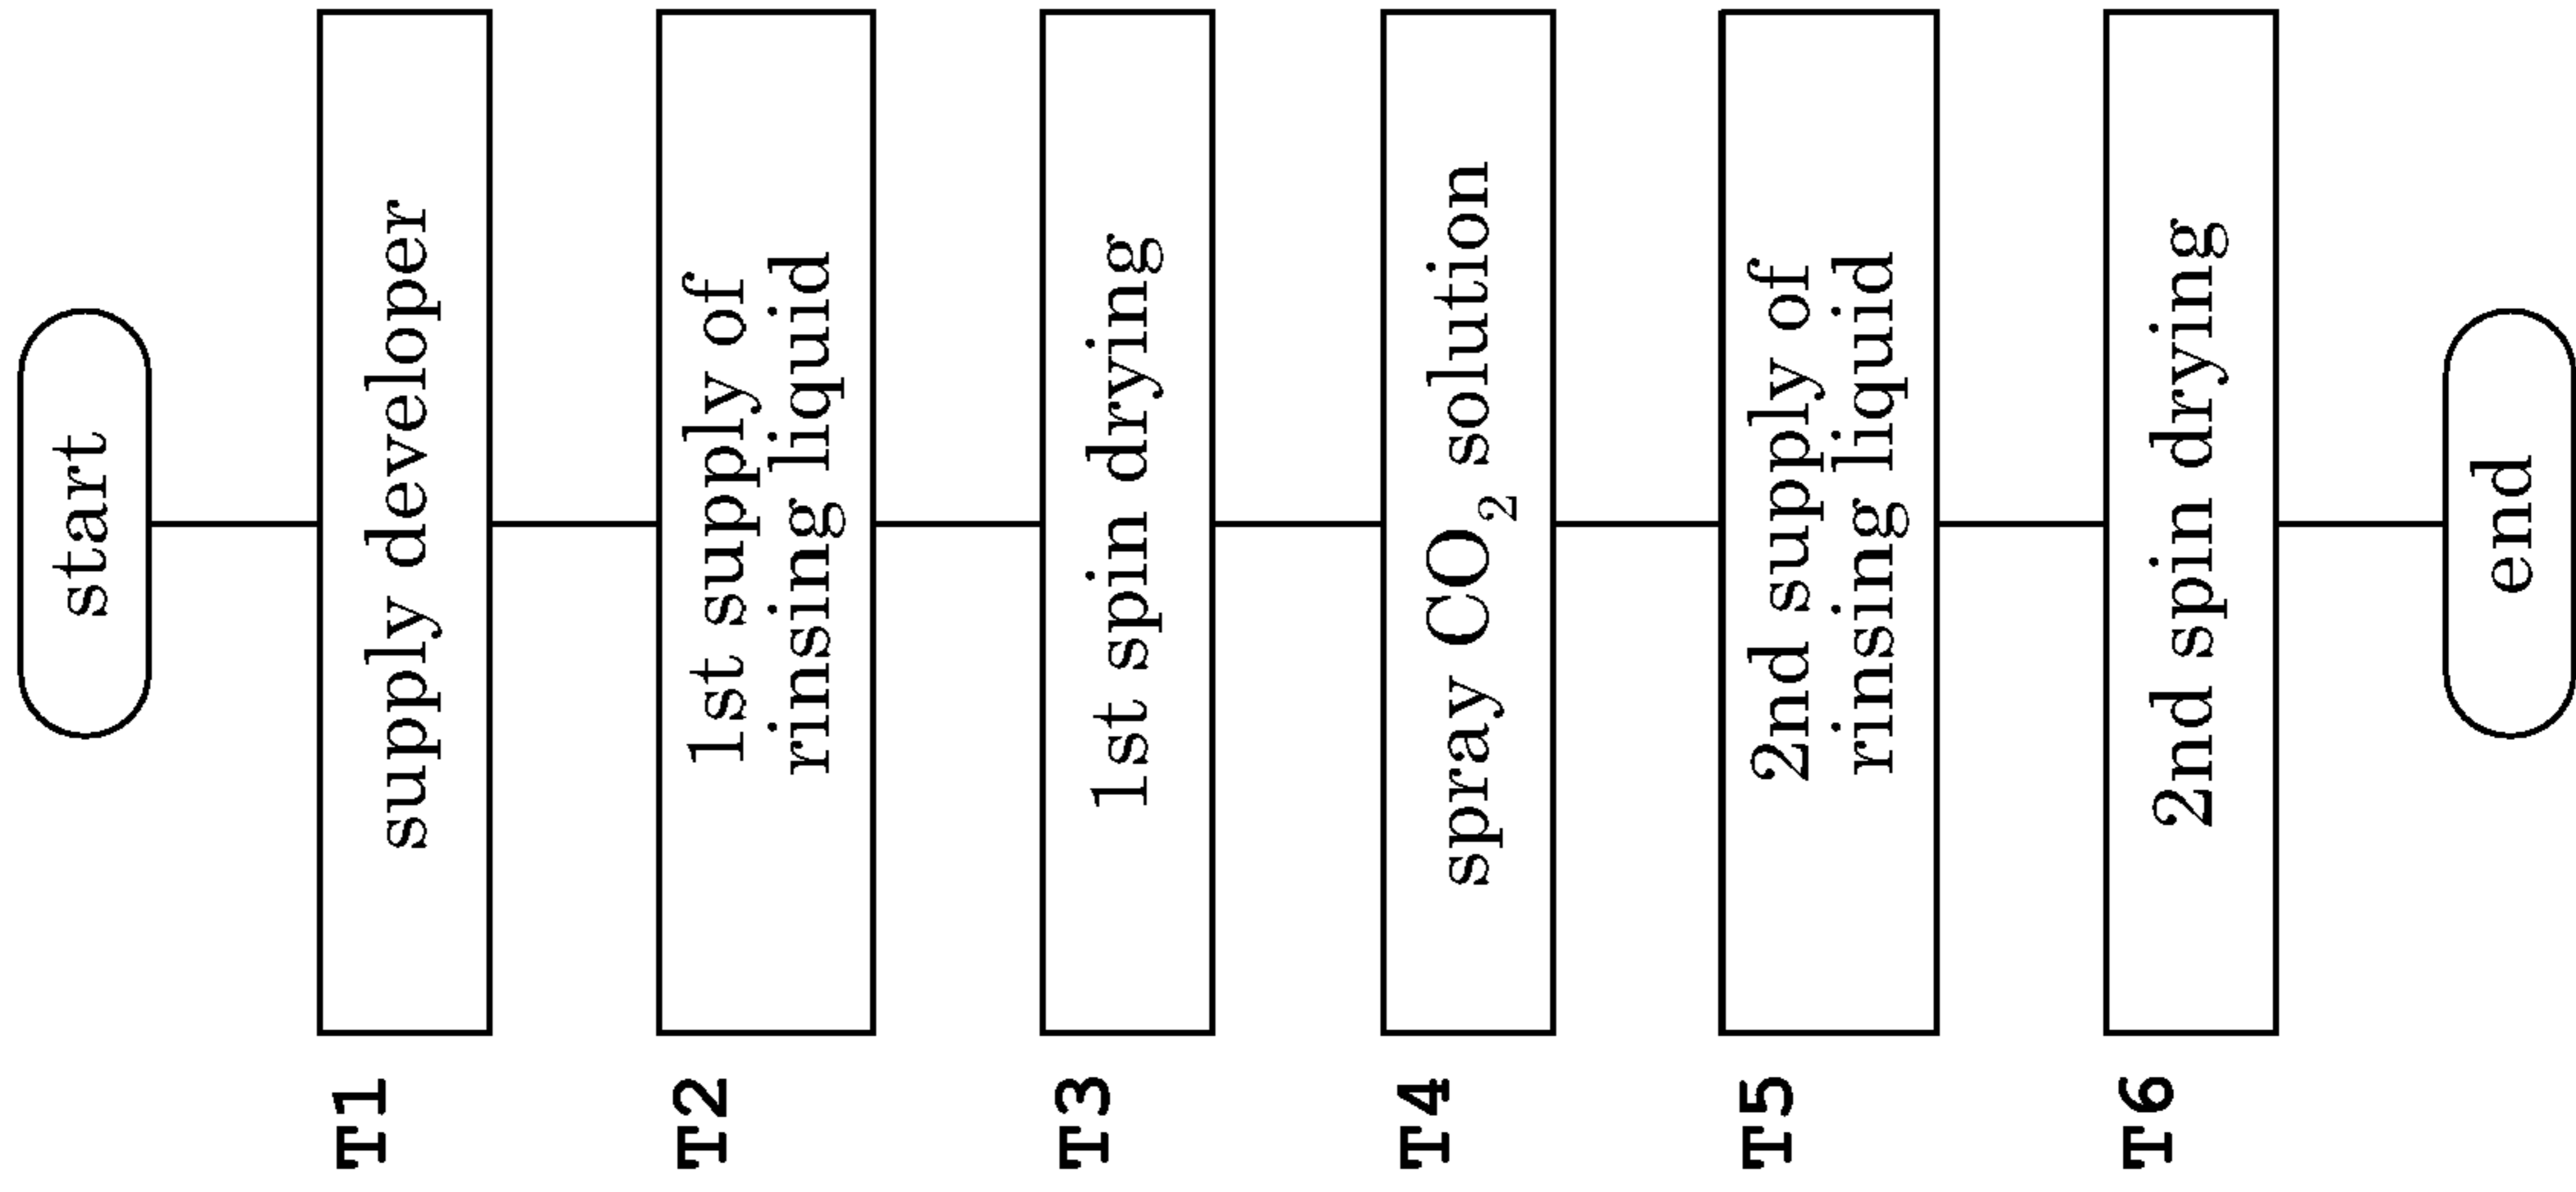 start
T1
supply developer
T2
1st supply of
rinsing liquid
T3
1st spin drying
T4
spray CO₂ solution
T5
2nd supply of
rinsing liquid
T6
2nd spin drying
end